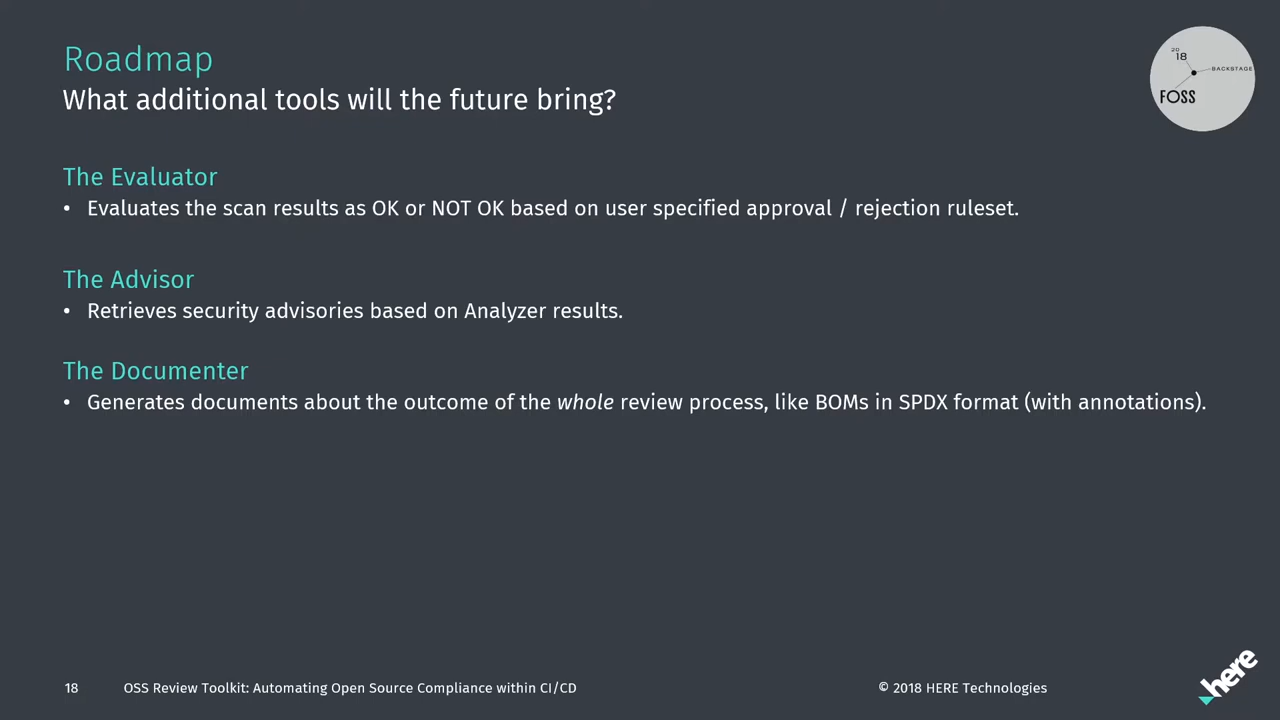 Roadmap
What additional tools will the future bring?
20
18
BACKSTAGE
FOSS
The Evaluator
• Evaluates the scan results as OK or NOT OK based on user specified approval / rejection ruleset.
The Advisor
• Retrieves security advisories based on Analyzer results.
The Documenter
• Generates documents about the outcome of the whole review process, like BOMs in SPDX format (with annotations).
18 OSS Review Toolkit: Automating Open Source Compliance within CI/CD © 2018 HERE Technologies
here